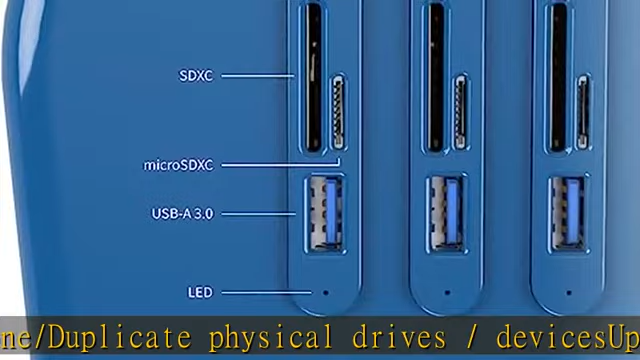 SDXC
microSDXC
USB-A 3.0
LED
ne/Duplicate physical drives / devicesUp